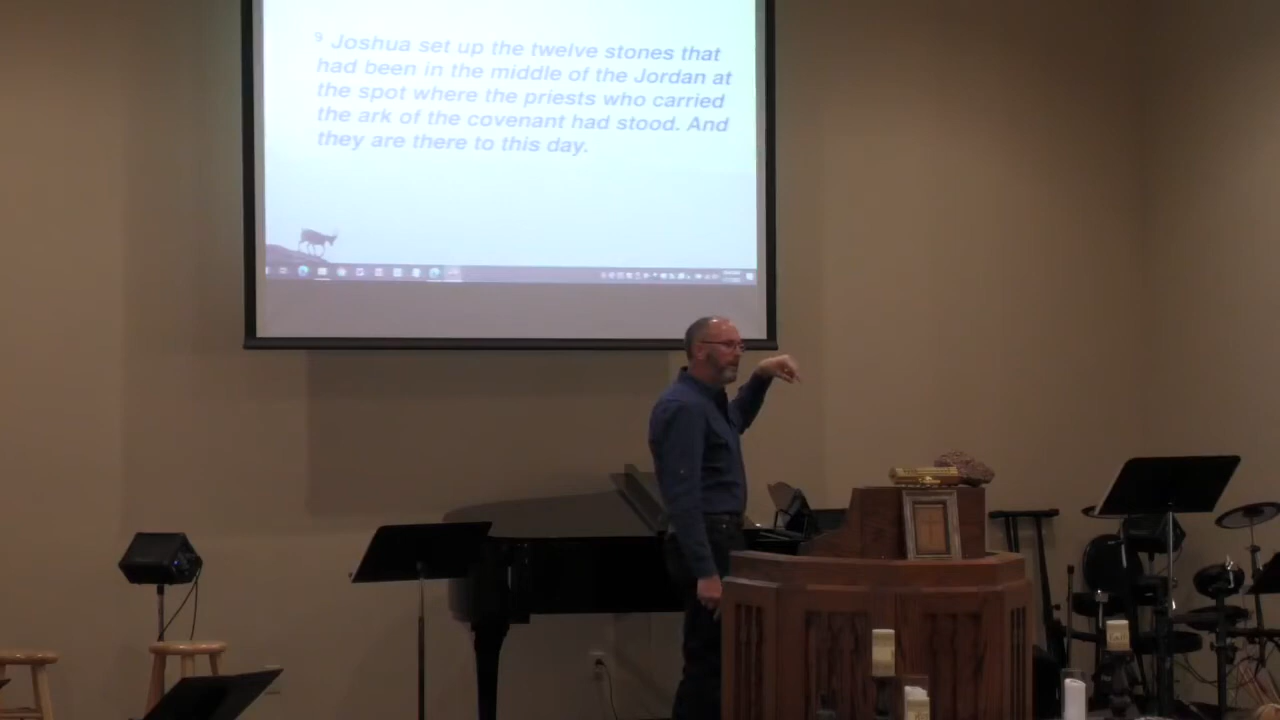 9 Joshua set up the twelve stones that
had been in the middle of the Jordan at
the spot where the priests who carried
the ark of the covenant had stood. And
they are there to this day.